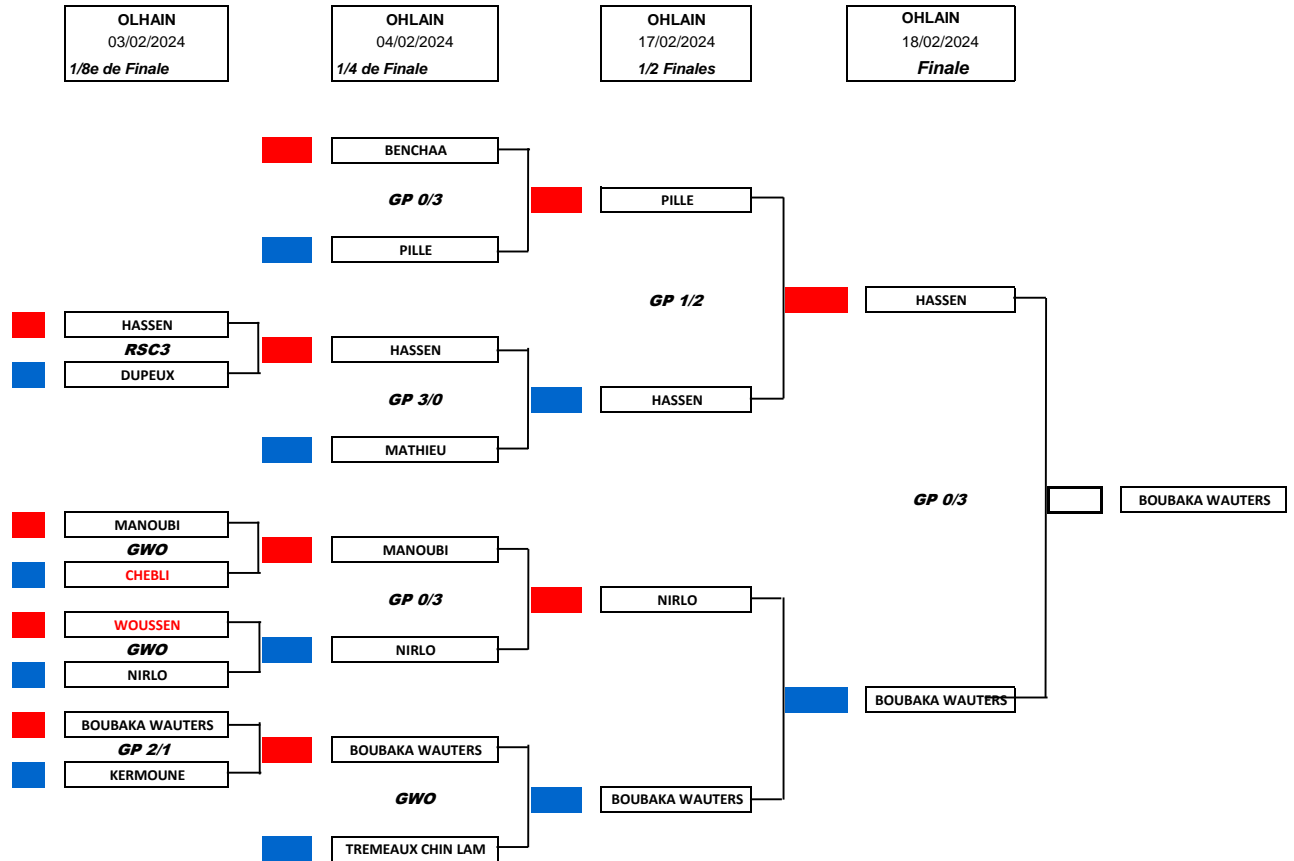 OLHAIN
03/02/2024
1/8e de Finale
OHLAIN
04/02/2024
1/4 de Finale
OHLAIN
17/02/2024
1/2 Finales
OHLAIN
18/02/2024
Finale
BENCHAA
GP 0/3
PILLE
PILLE
GP 1/2
HASSEN
HASSEN
RSC3
DUPEUX
HASSEN
GP 3/0
MATHIEU
HASSEN
GP 0/3
BOUBAKA WAUTERS
MANOUBI
GWO
CHEBLI
MANOUBI
GP 0/3
NIRLO
NIRLO
WOUSSEN
GWO
NIRLO
BOUBAKA WAUTERS
BOUBAKA WAUTERS
GP 2/1
KERMOUNE
BOUBAKA WAUTERS
GWO
TREMEAUX CHIN LAM
BOUBAKA WAUTERS